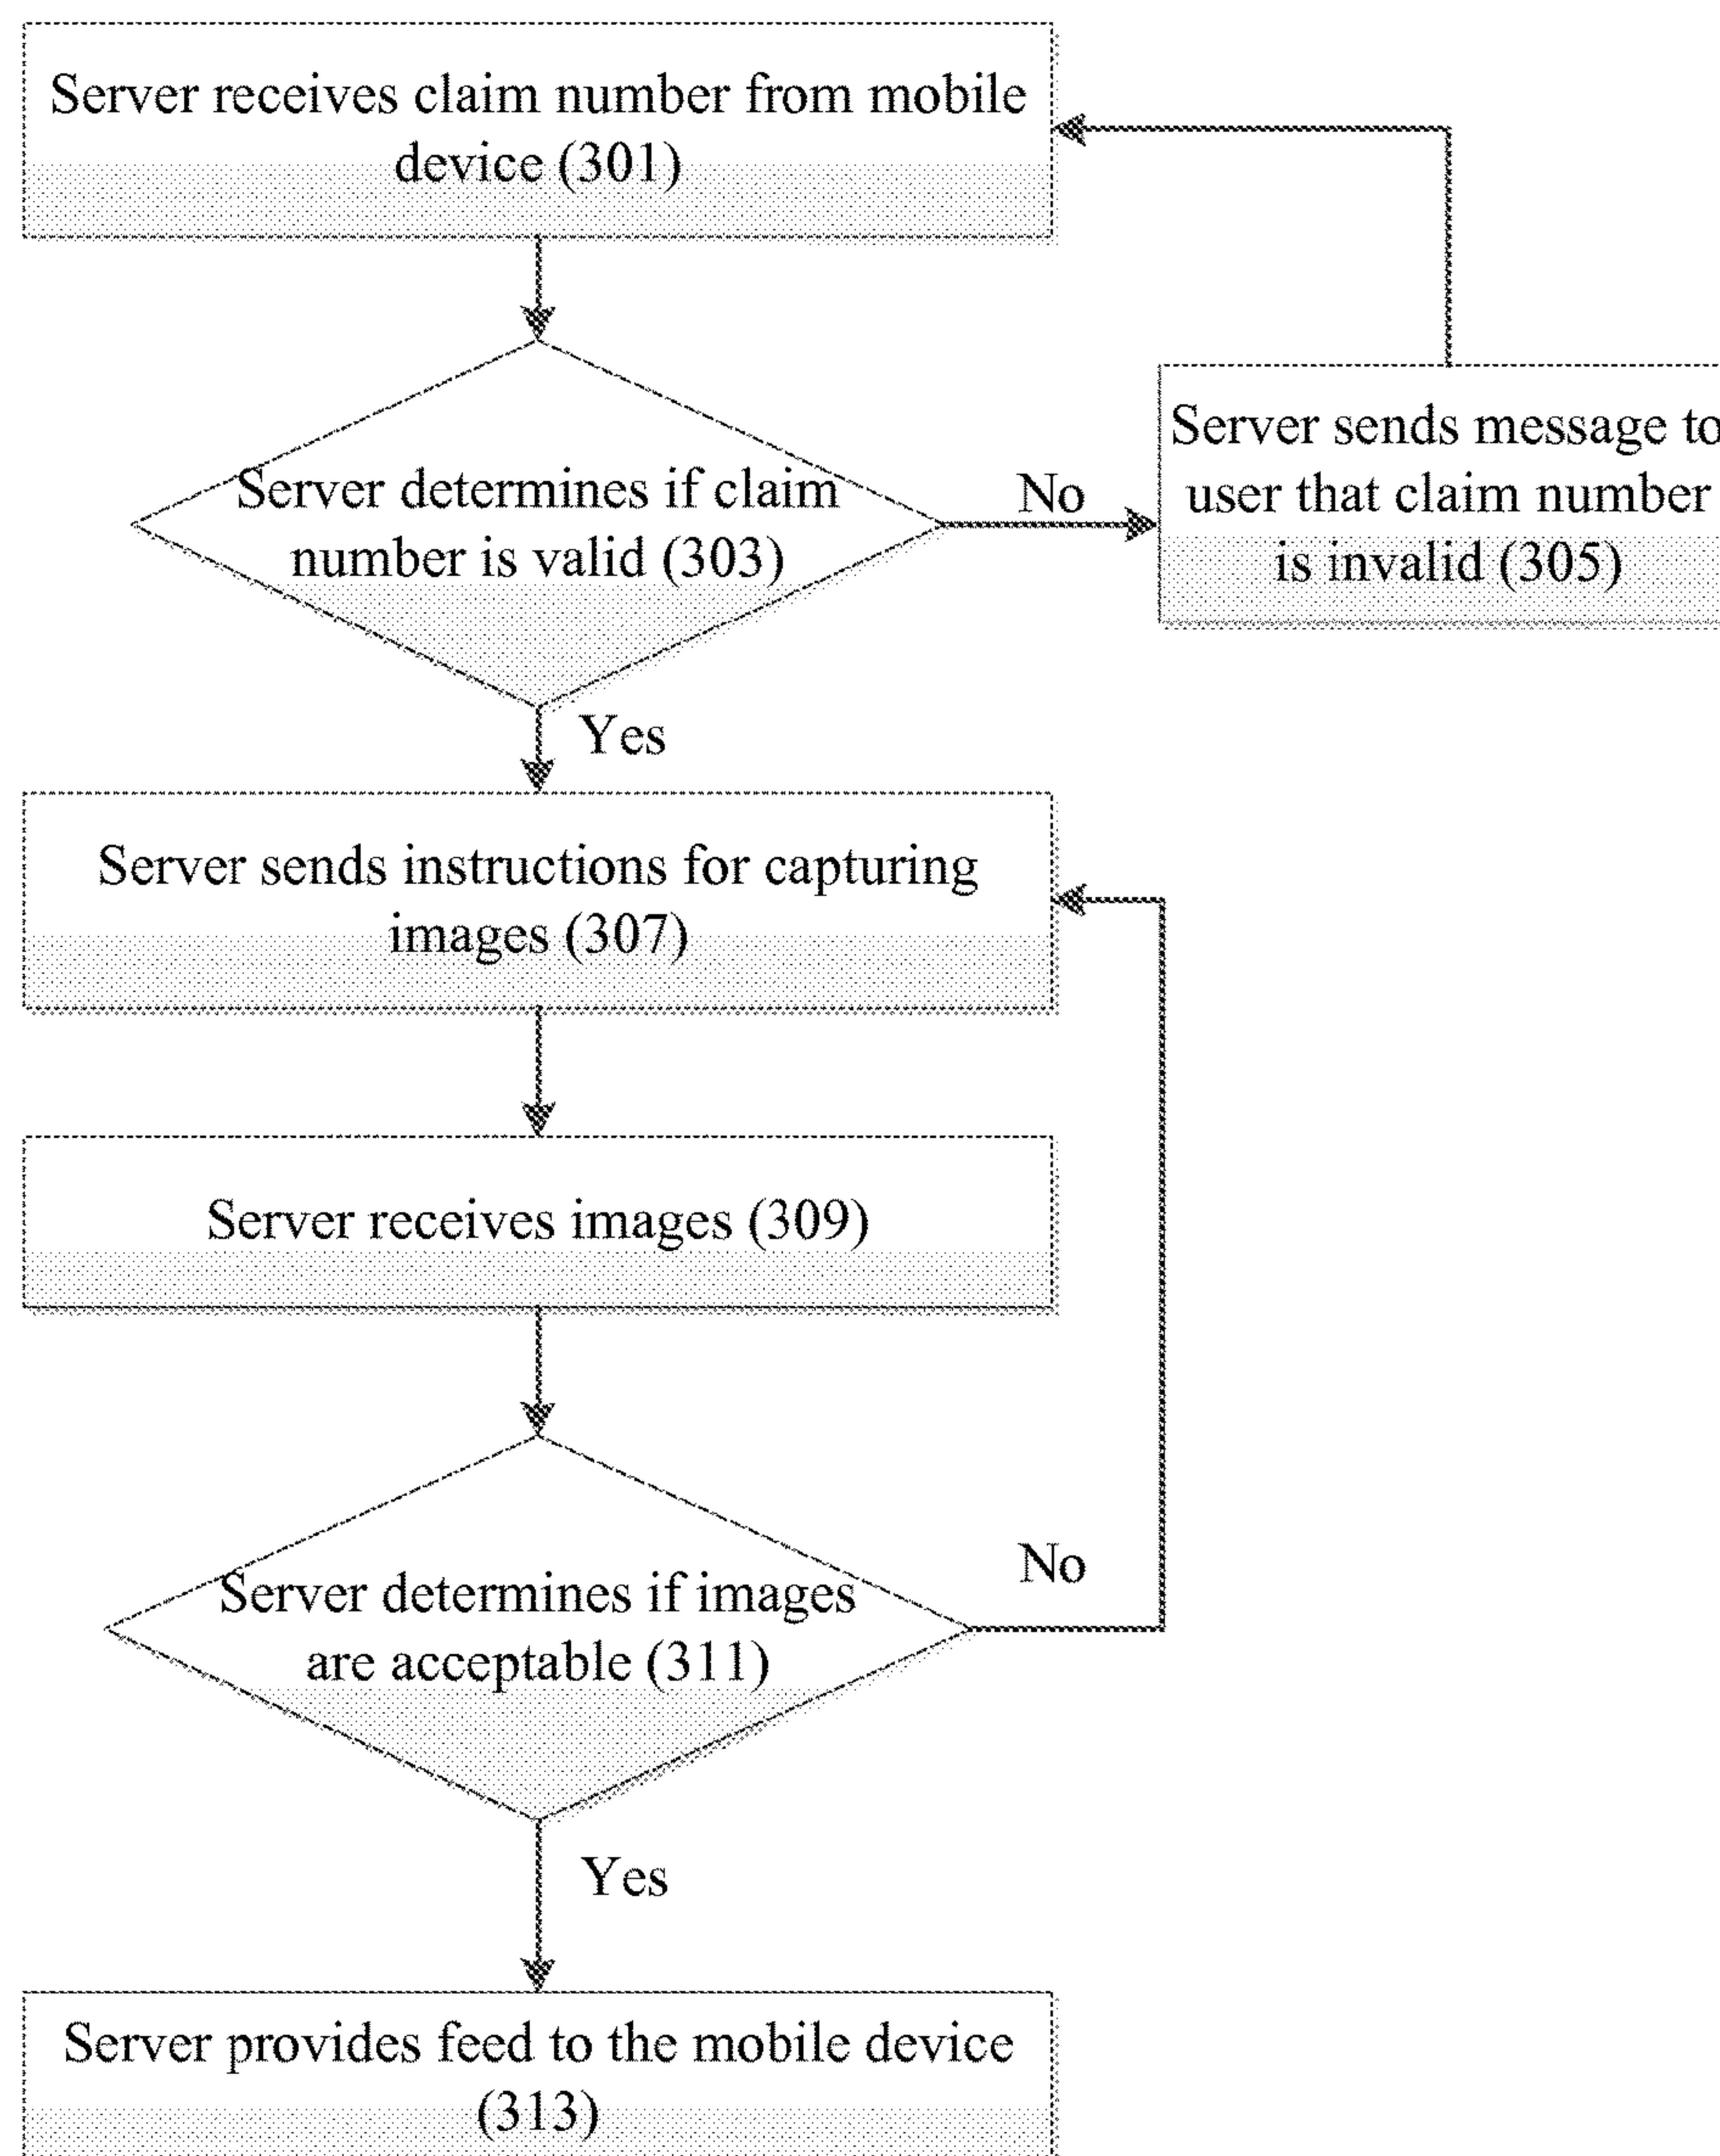 Server receives claim number from mobile
device (301)
Server determines if claim
number is valid (303)
No
Server sends message to
user that claim number
is invalid (305)
Yes
Server sends instructions for capturing
images (307)
Server receives images (309)
Server determines if images
are acceptable (311)
No
Yes
Server provides feed to the mobile device
(313)